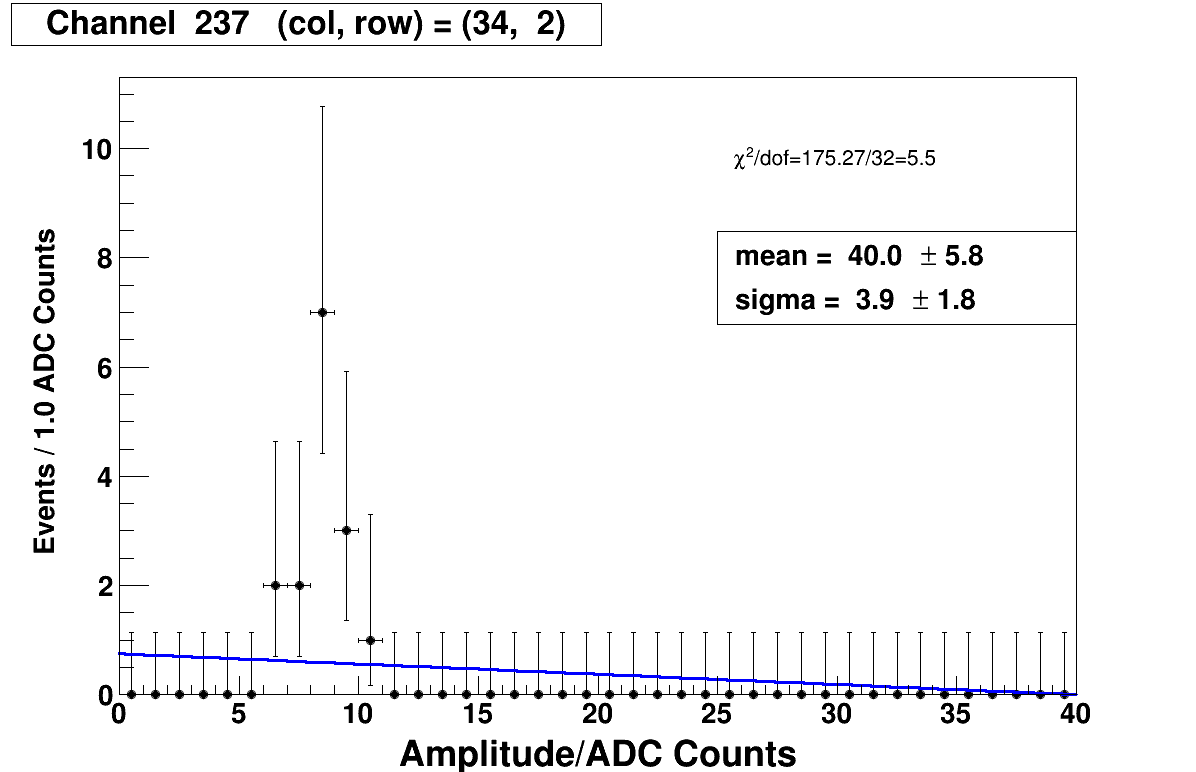 Channel 237 (col, row) = (34, 2)
χ²/dof=175.27/32=5.5
mean = 40.0 ± 5.8
sigma = 3.9 ± 1.8
Events / 1.0 ADC Counts
10
8
6
4
2
0
0 5 10 15 20 25 30 35 40
Amplitude/ADC Counts